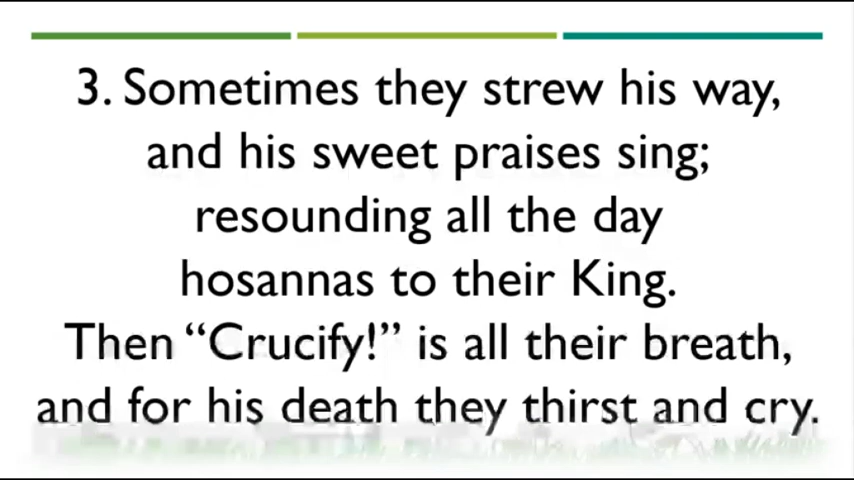 3. Sometimes they strew his way,
and his sweet praises sing;
resounding all the day
hosannas to their King.
Then “Crucify!” is all their breath,
and for his death they thirst and cry.